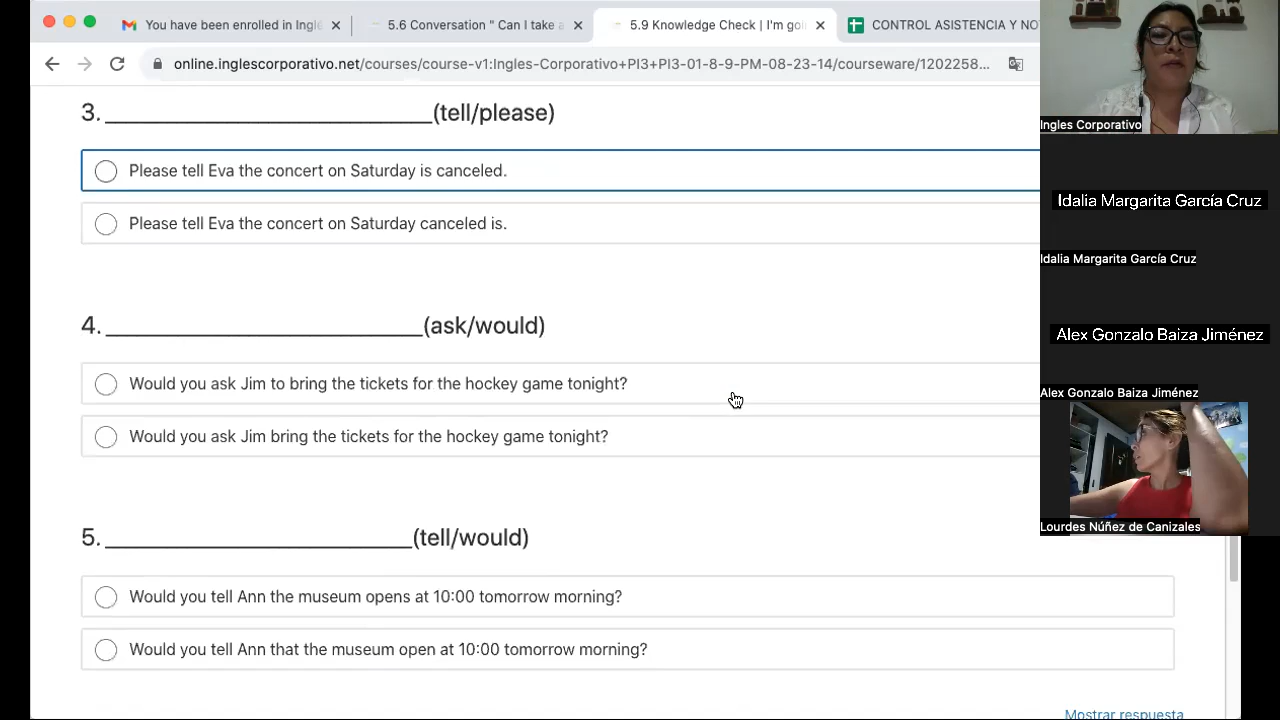 You have been enrolled in Inglé
5.6 Conversation " Can I take a
5.9 Knowledge Check | I'm goi
CONTROL ASISTENCIA Y NOT
online.inglescorporativo.net/courses/course-v1:Ingles-Corporativo+PI3+PI3-01-8-9-PM-08-23-14/courseware/1202258...
3. ______________________________(tell/please)
Please tell Eva the concert on Saturday is canceled.
Please tell Eva the concert on Saturday canceled is.
4. _____________________________(ask/would)
Would you ask Jim to bring the tickets for the hockey game tonight?
Would you ask Jim bring the tickets for the hockey game tonight?
5. ____________________________(tell/would)
Would you tell Ann the museum opens at 10:00 tomorrow morning?
Would you tell Ann that the museum open at 10:00 tomorrow morning?
Mostrar respuesta
Ingles Corporativo
Idalia Margarita García Cruz
Idalia Margarita García Cruz
Alex Gonzalo Baiza Jiménez
Alex Gonzalo Baiza Jiménez
Lourdes Núñez de Canizales